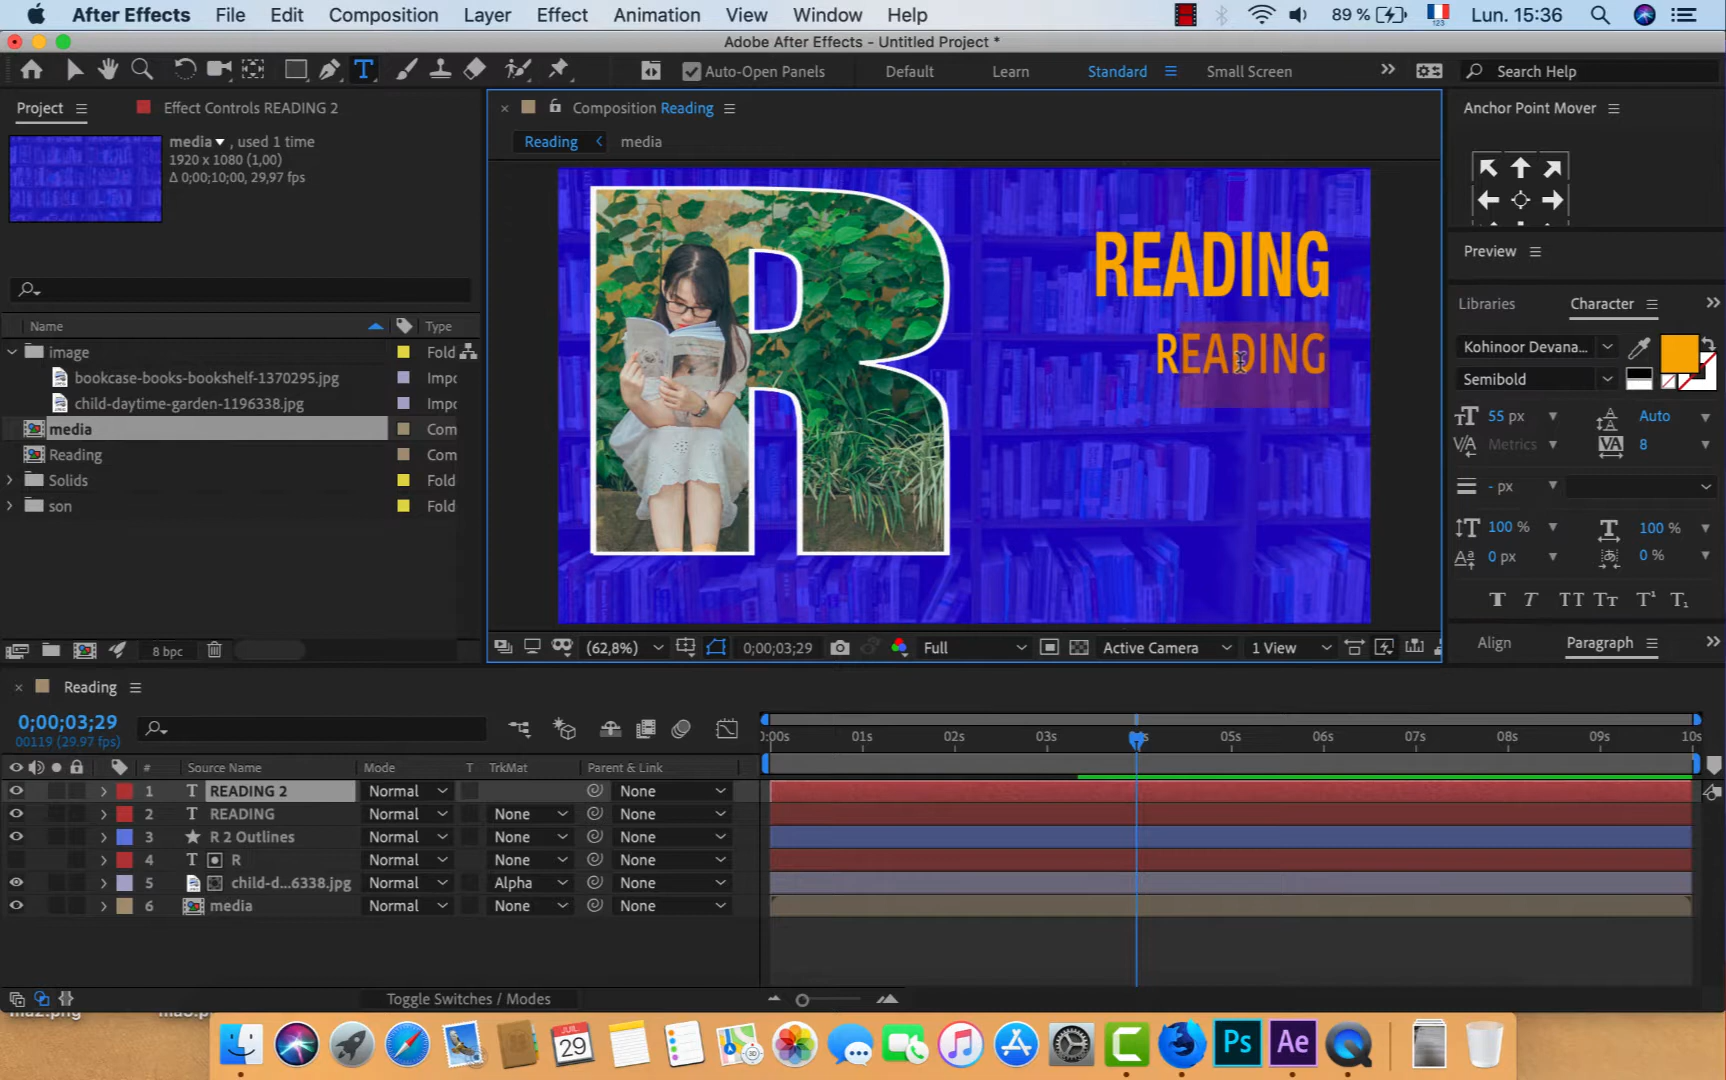 After Effects File Edit Composition Layer Effect Animation View Window Help 89 % 123 Lun. 15:36
Adobe After Effects - Untitled Project *
Auto-Open Panels Default Learn Standard Small Screen Search Help
Project Effect Controls READING 2
media , used 1 time
1920 x 1080 (1,00)
Δ 0;00;10;00, 29,97 fps
Name Type
image Fold
bookcase-books-bookshelf-1370295.jpg Impc
child-daytime-garden-1196338.jpg Impc
media Com
Reading Com
Solids Fold
son Fold
8 bpc
Composition Reading
Reading media
R
READING
READING
(62,8%) 0;00;03;29 Full Active Camera 1 View
Anchor Point Mover
Preview
Libraries Character
Kohinoor Devana...
Semibold
55 px Auto
Metrics 8
- px
100 % 100 %
0 px 0 %
T T TT Tt T¹ T₁
Align Paragraph
Reading
0;00;03;29
00119 (29.97 fps)
# Source Name Mode T TrkMat Parent & Link
1 T READING 2 Normal None
2 T READING Normal None None
3 R 2 Outlines Normal None None
4 T R Normal None None
5 child-d...6338.jpg Normal Alpha None
6 media Normal None None
:00s 01s 02s 03s 05s 06s 07s 08s 09s 10s
Toggle Switches / Modes
JUIL
29
3D
Ps Ae